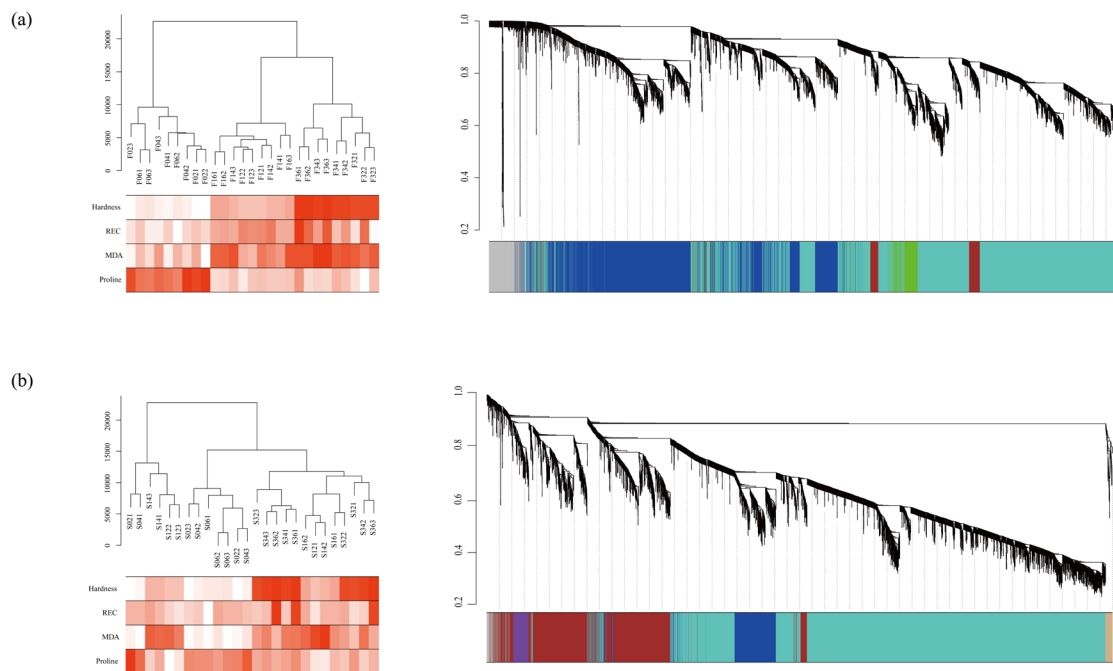 (a)
20000
15000
10000
5000
0
F023
F061
F063
F043
F041
F062
F042
F021
F022
F161
F162
F143
F122
F123
F121
F142
F141
F163
F361
F362
F343
F363
F341
F342
F321
F322
F323
Hardness
REC
MDA
Proline
1.0
0.8
0.6
0.4
0.2
(b)
20000
15000
10000
5000
0
S021
S041
S143
S141
S122
S123
S023
S042
S061
S062
S063
S022
S043
S323
S343
S362
S341
S361
S162
S121
S142
S161
S322
S321
S342
S363
Hardness
REC
MDA
Proline
1.0
0.8
0.6
0.4
0.2